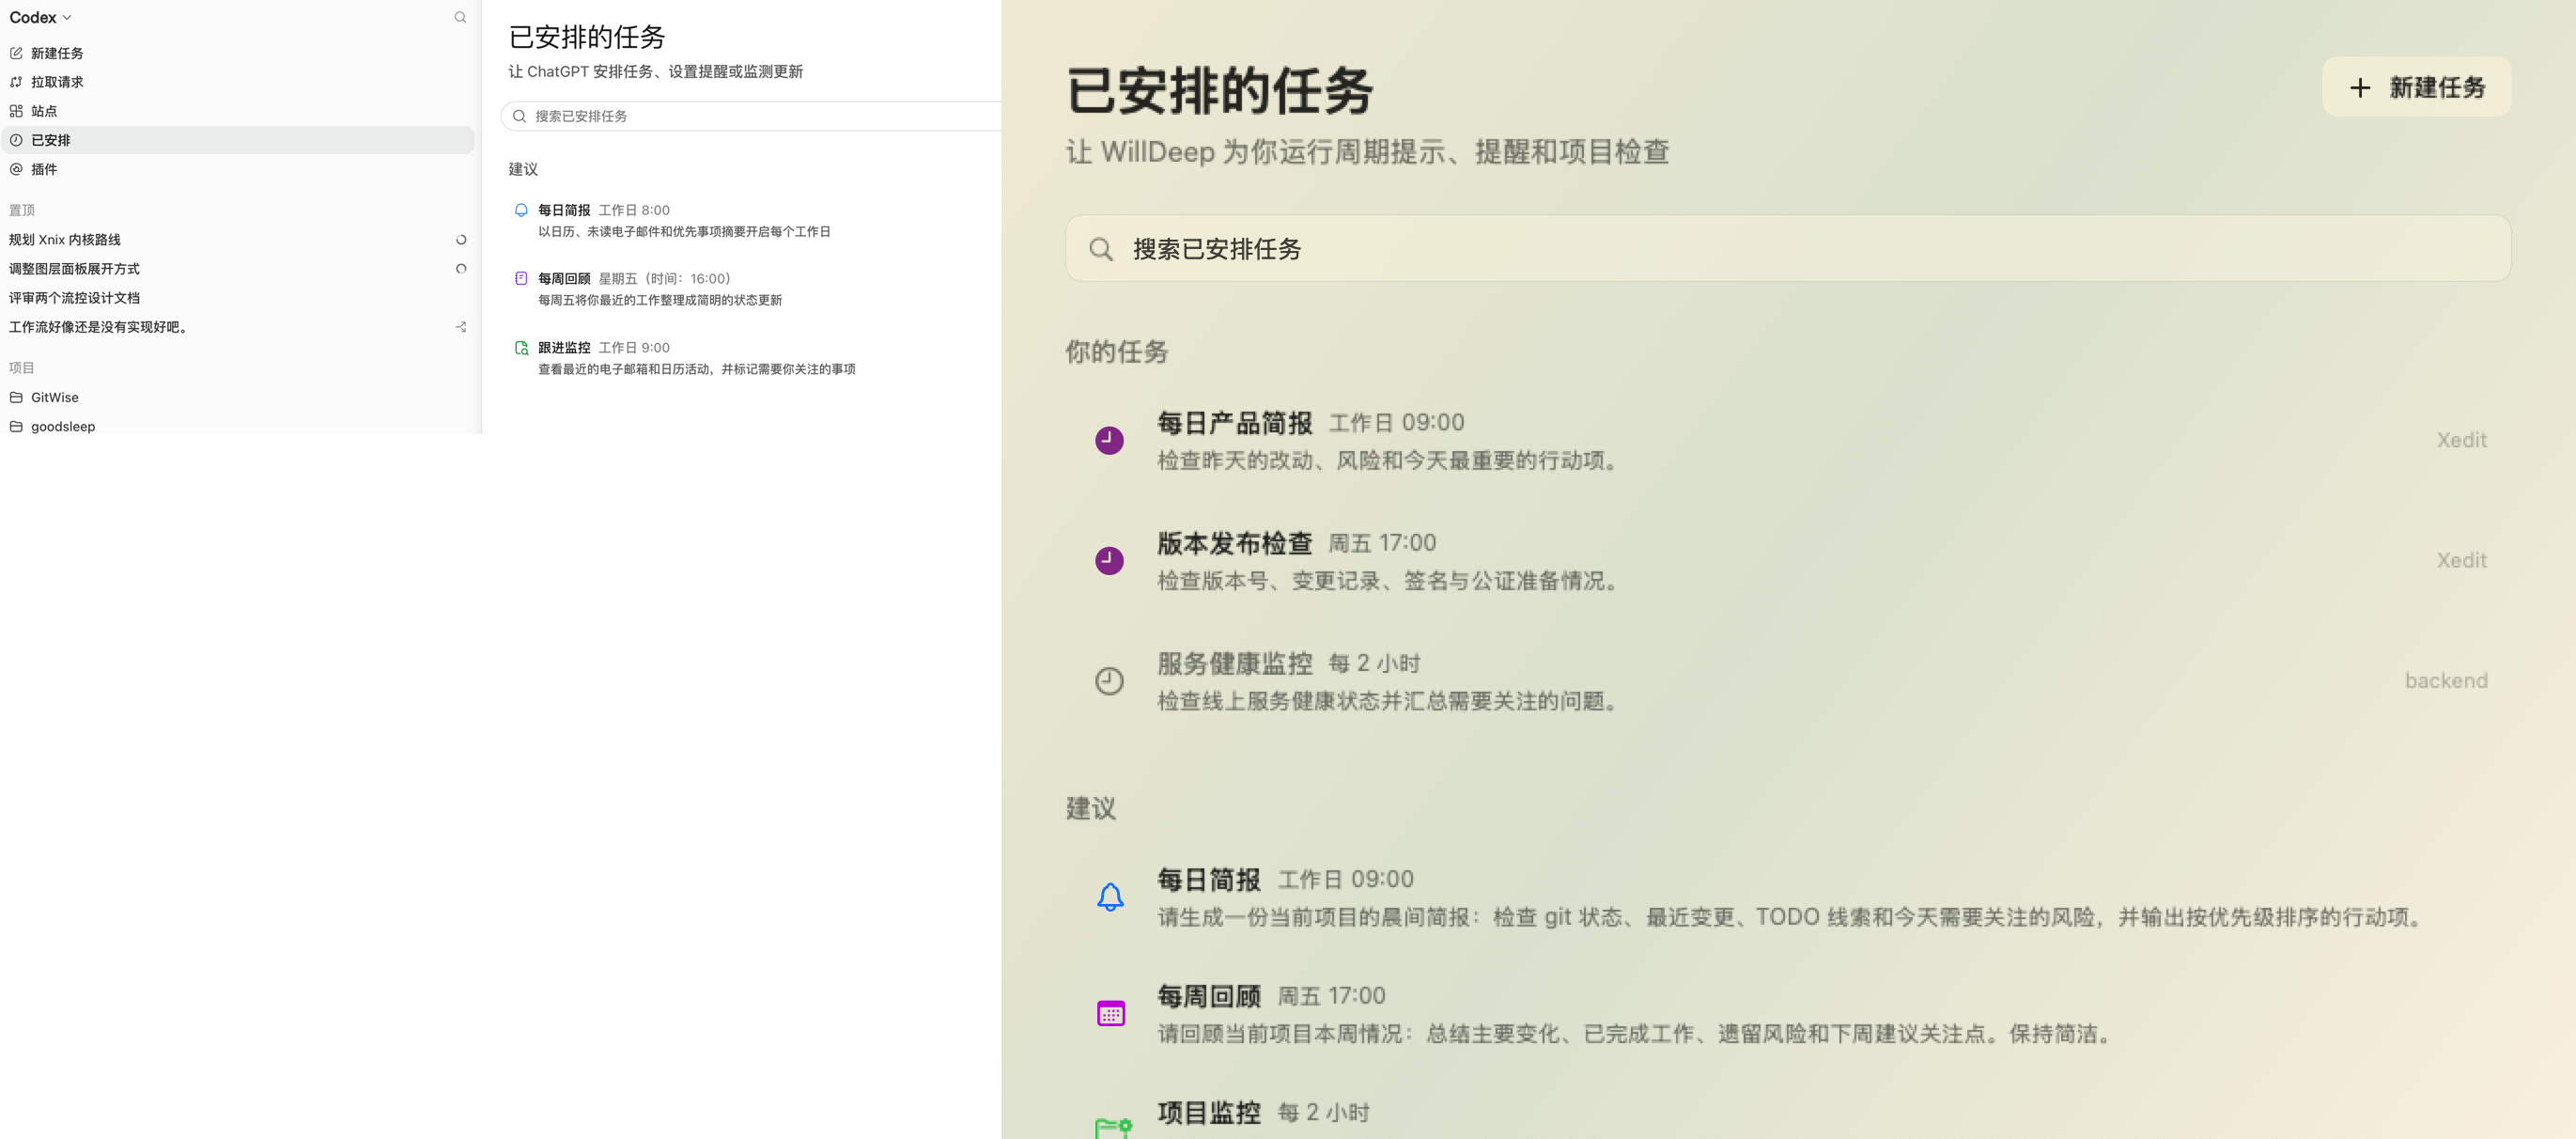 Codex
新建任务
拉取请求
站点
已安排
插件
置顶
规划 Xnix 内核路线
调整图层面板展开方式
评审两个流控设计文档
工作流好像还是没有实现好吧。
项目
GitWise
goodsleep
已安排的任务
让 ChatGPT 安排任务、设置提醒或监测更新
搜索已安排任务
建议
每日简报 工作日 8:00
以日历、未读电子邮件和优先事项摘要开启每个工作日
每周回顾 星期五（时间：16:00）
每周五将你最近的工作整理成简明的状态更新
跟进监控 工作日 9:00
查看最近的电子邮箱和日历活动，并标记需要你关注的事项
已安排的任务
新建任务
让 WillDeep 为你运行周期提示、提醒和项目检查
搜索已安排任务
你的任务
每日产品简报 工作日 09:00
检查昨天的改动、风险和今天最重要的行动项。
Xedit
版本发布检查 周五 17:00
检查版本号、变更记录、签名与公证准备情况。
Xedit
服务健康监控 每 2 小时
检查线上服务健康状态并汇总需要关注的问题。
backend
建议
每日简报 工作日 09:00
请生成一份当前项目的晨间简报：检查 git 状态、最近变更、TODO 线索和今天需要关注的风险，并输出按优先级排序的行动项。
每周回顾 周五 17:00
请回顾当前项目本周情况：总结主要变化、已完成工作、遗留风险和下周建议关注点。保持简洁。
项目监控 每 2 小时